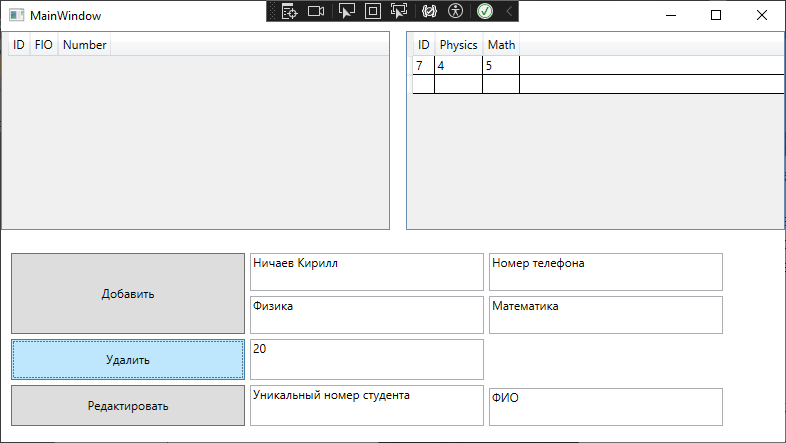 MainWindow
ID FIO Number
ID Physics Math
7 4 5
Добавить
Ничаев Кирилл
Номер телефона
Физика
Математика
Удалить
20
Редактировать
Уникальный номер студента
ФИО